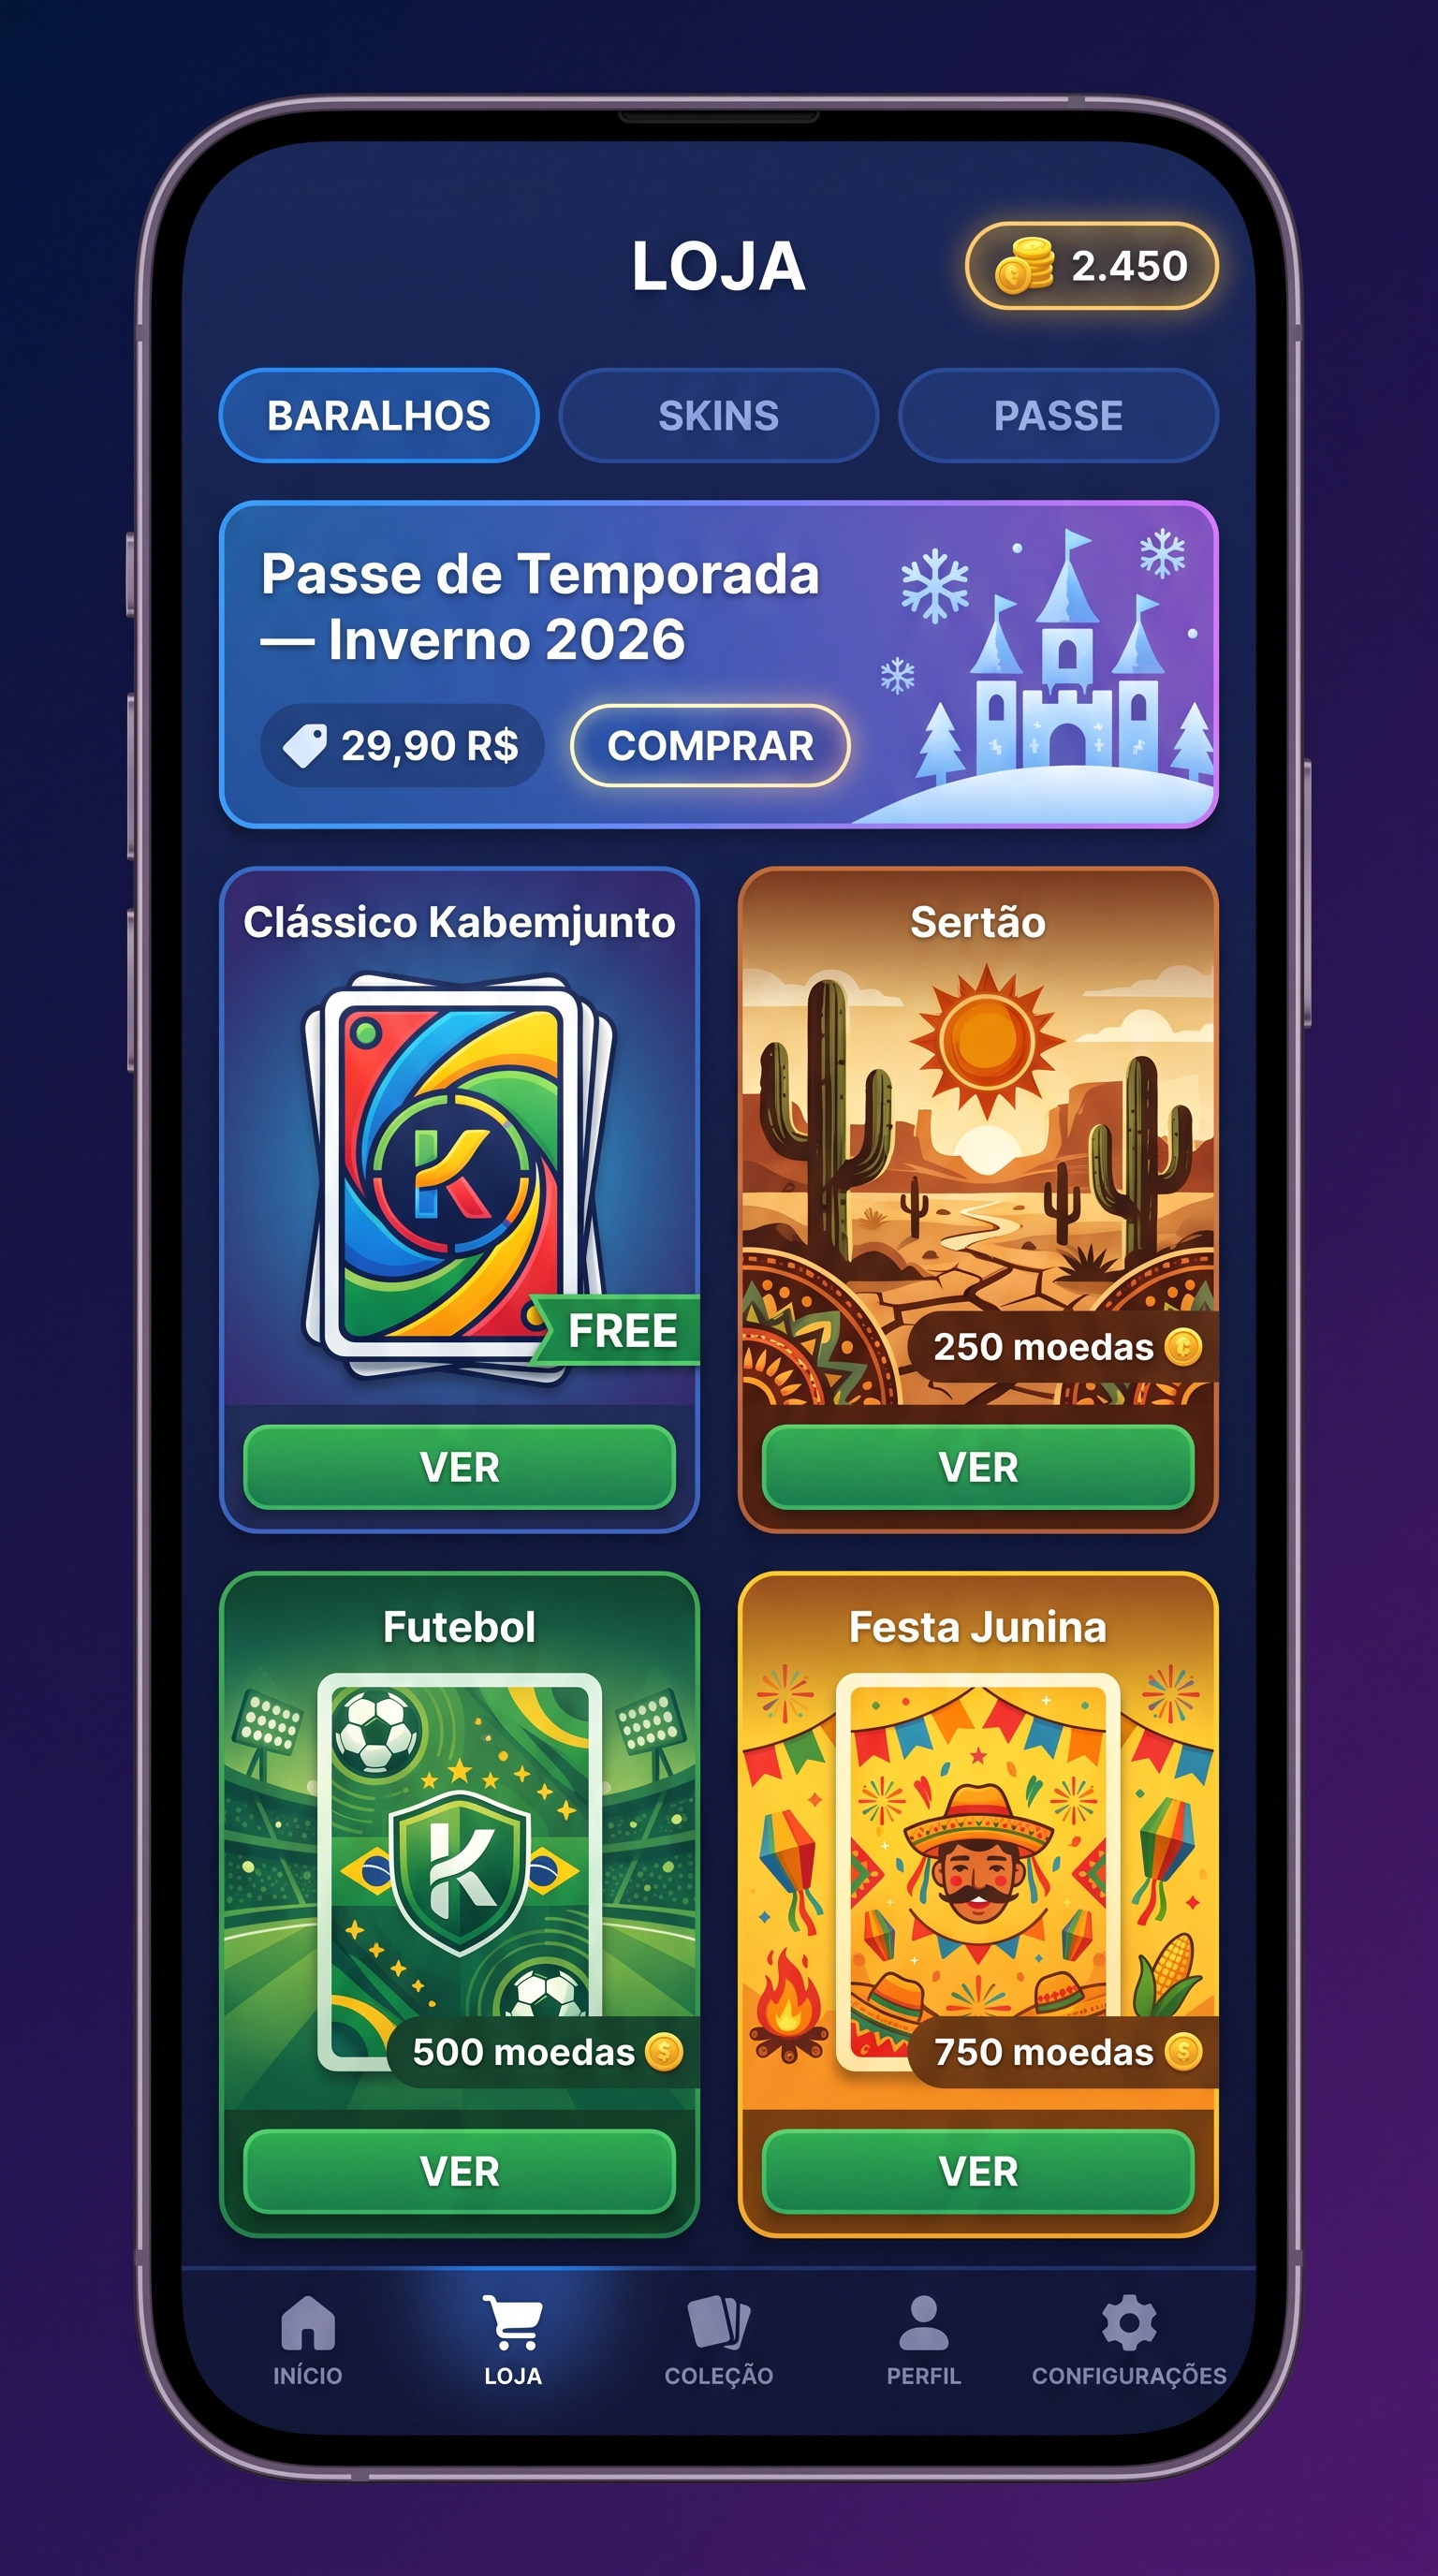 LOJA
2.450
BARALHOS
SKINS
PASSE
Passe de Temporada
— Inverno 2026
29,90 R$
COMPRAR
Clássico Kabemjunto
K
FREE
VER
Sertão
250 moedas
VER
Futebol
K
500 moedas
VER
Festa Junina
750 moedas
VER
INÍCIO
LOJA
COLEÇÃO
PERFIL
CONFIGURAÇÕES